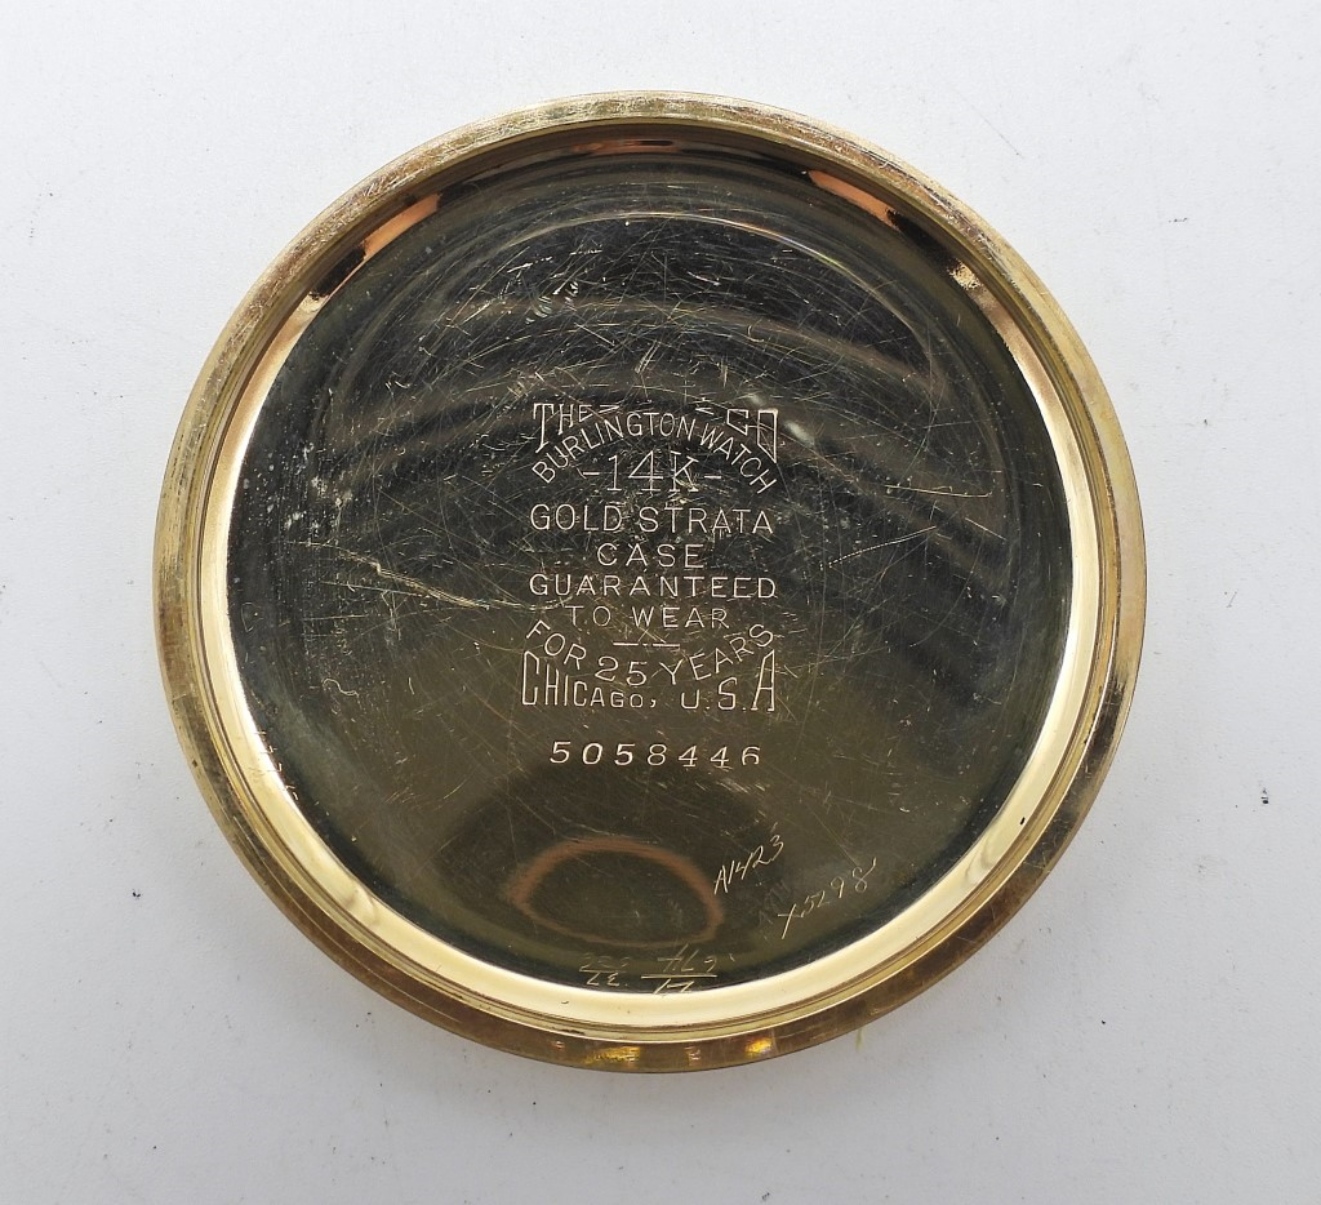 THE CO
BURLINGTON WATCH
-14K-
GOLD STRATA
CASE
GUARANTEED
TO WEAR
FOR 25 YEARS
CHICAGO, U.S.A
5058446
A1423
X5298